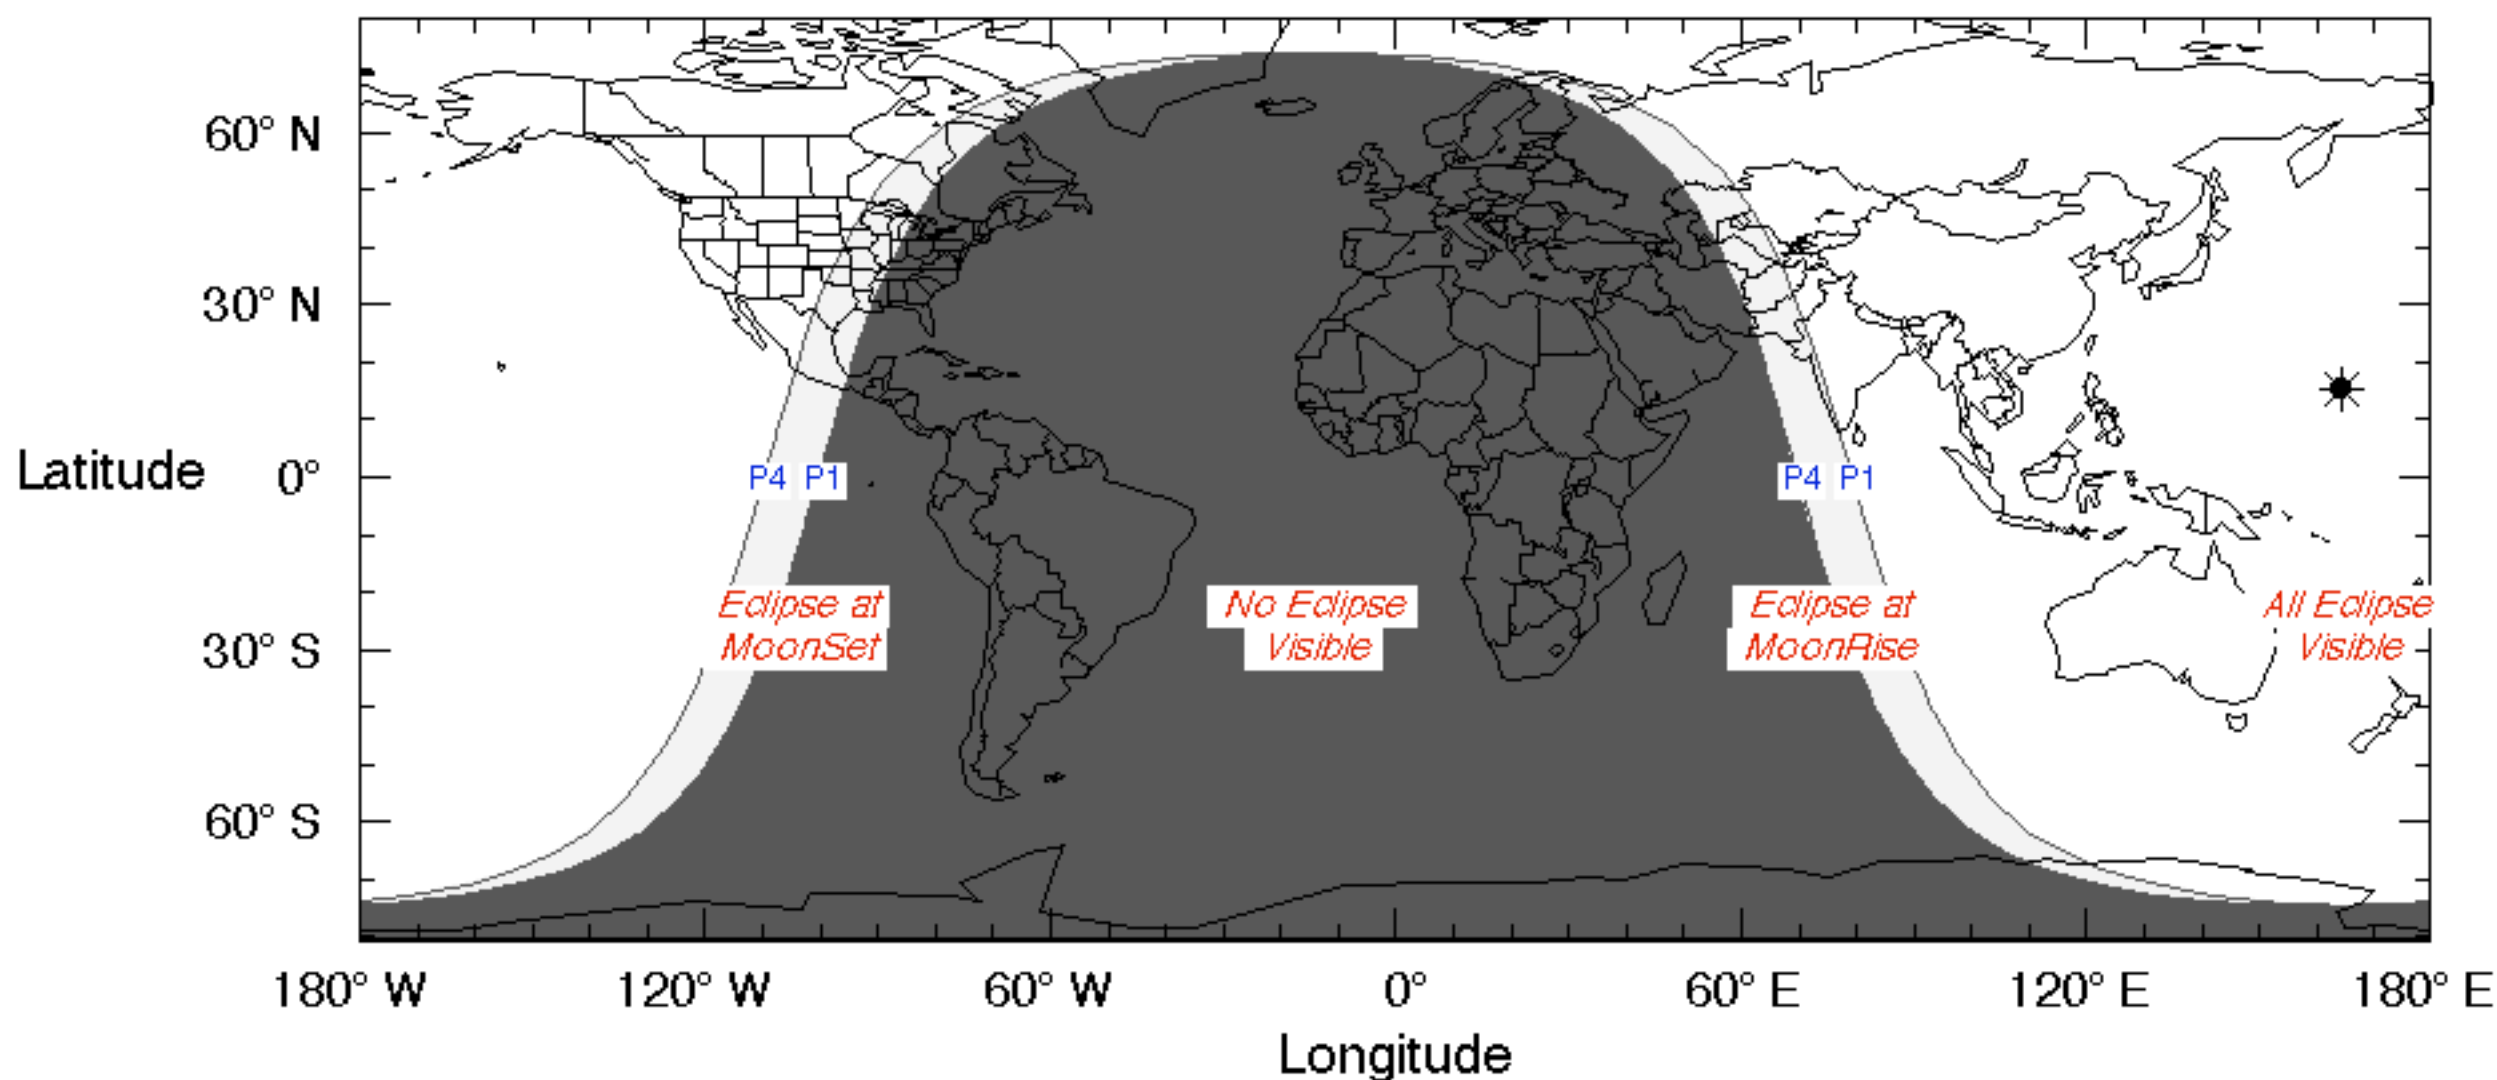 60° N
30° N
Latitude 0°
P4 P1 P4 P1
Eclipse at No Eclipse Eclipse at All Eclipse
MoonSet Visible MoonRise Visible
30° S
60° S
180° W 120° W 60° W 0° 60° E 120° E 180° E
Longitude